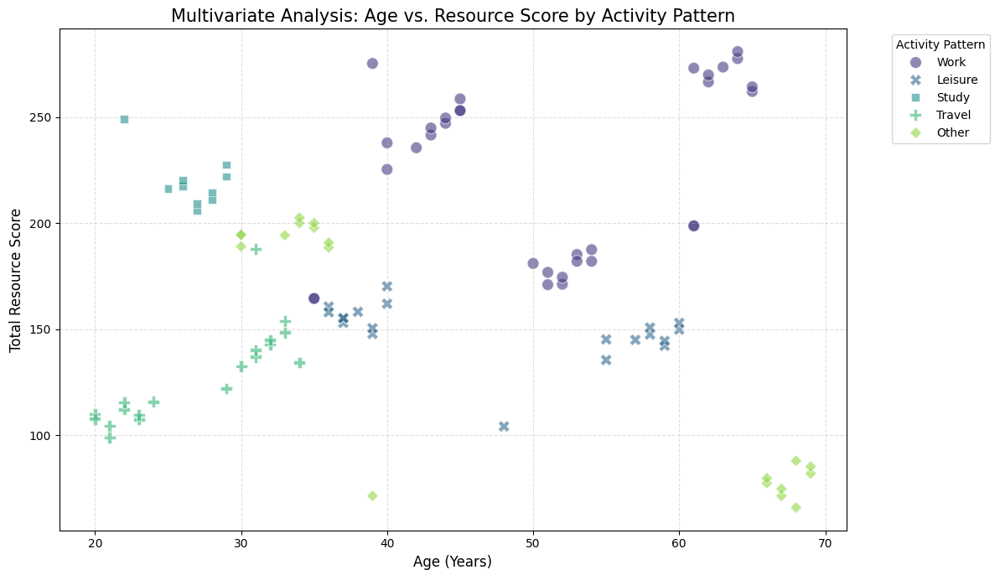 Multivariate Analysis: Age vs. Resource Score by Activity Pattern
Total Resource Score
250
200
150
100
20 30 40 50 60 70
Age (Years)
Activity Pattern
Work
Leisure
Study
Travel
Other